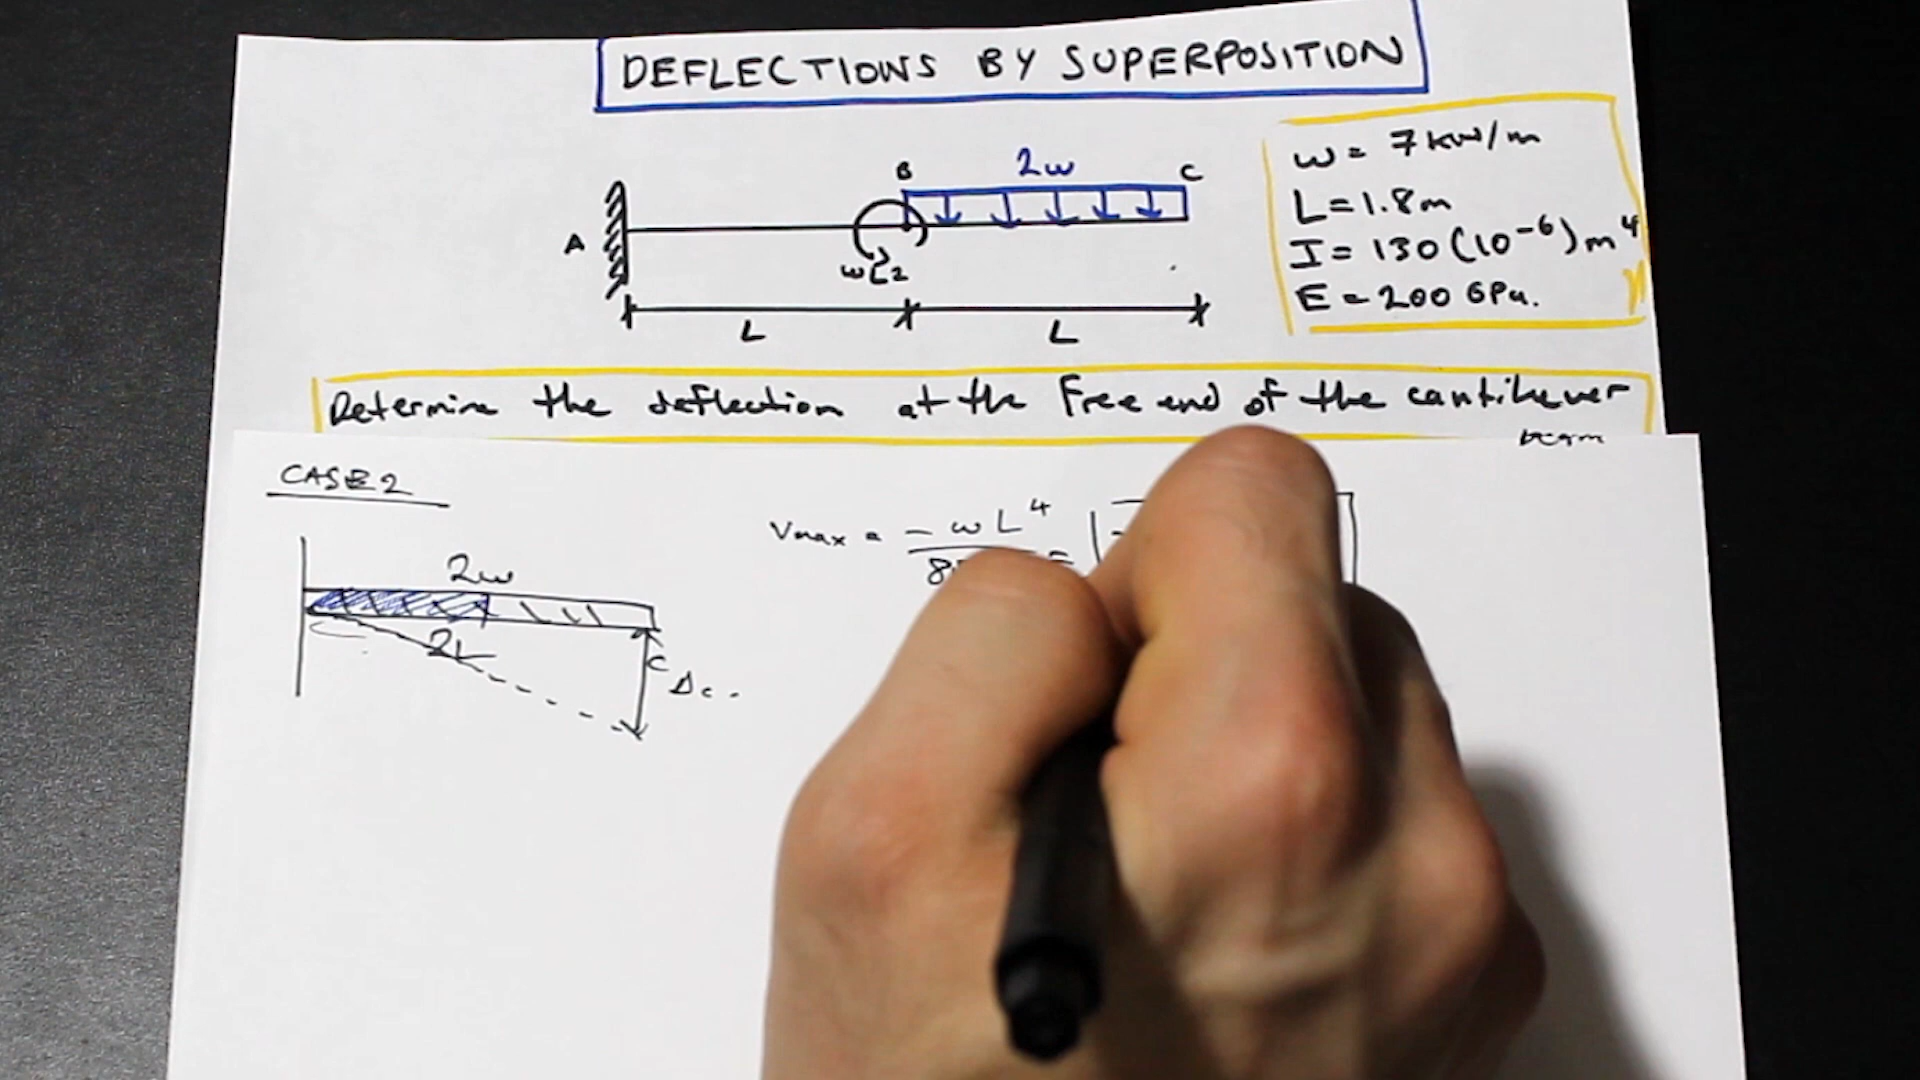 DEFLECTIONS BY SUPERPOSITION
w = 7 kN/m
L = 1.8m
I = 130 (10⁻⁶) m⁴
E = 200 GPa.
B 2w C
A
wL²
L L
Determine the deflection at the free end of the cantilever
beam
CASE 2
Vmax = -wL⁴
8
=
2w
2L
C
Δc.